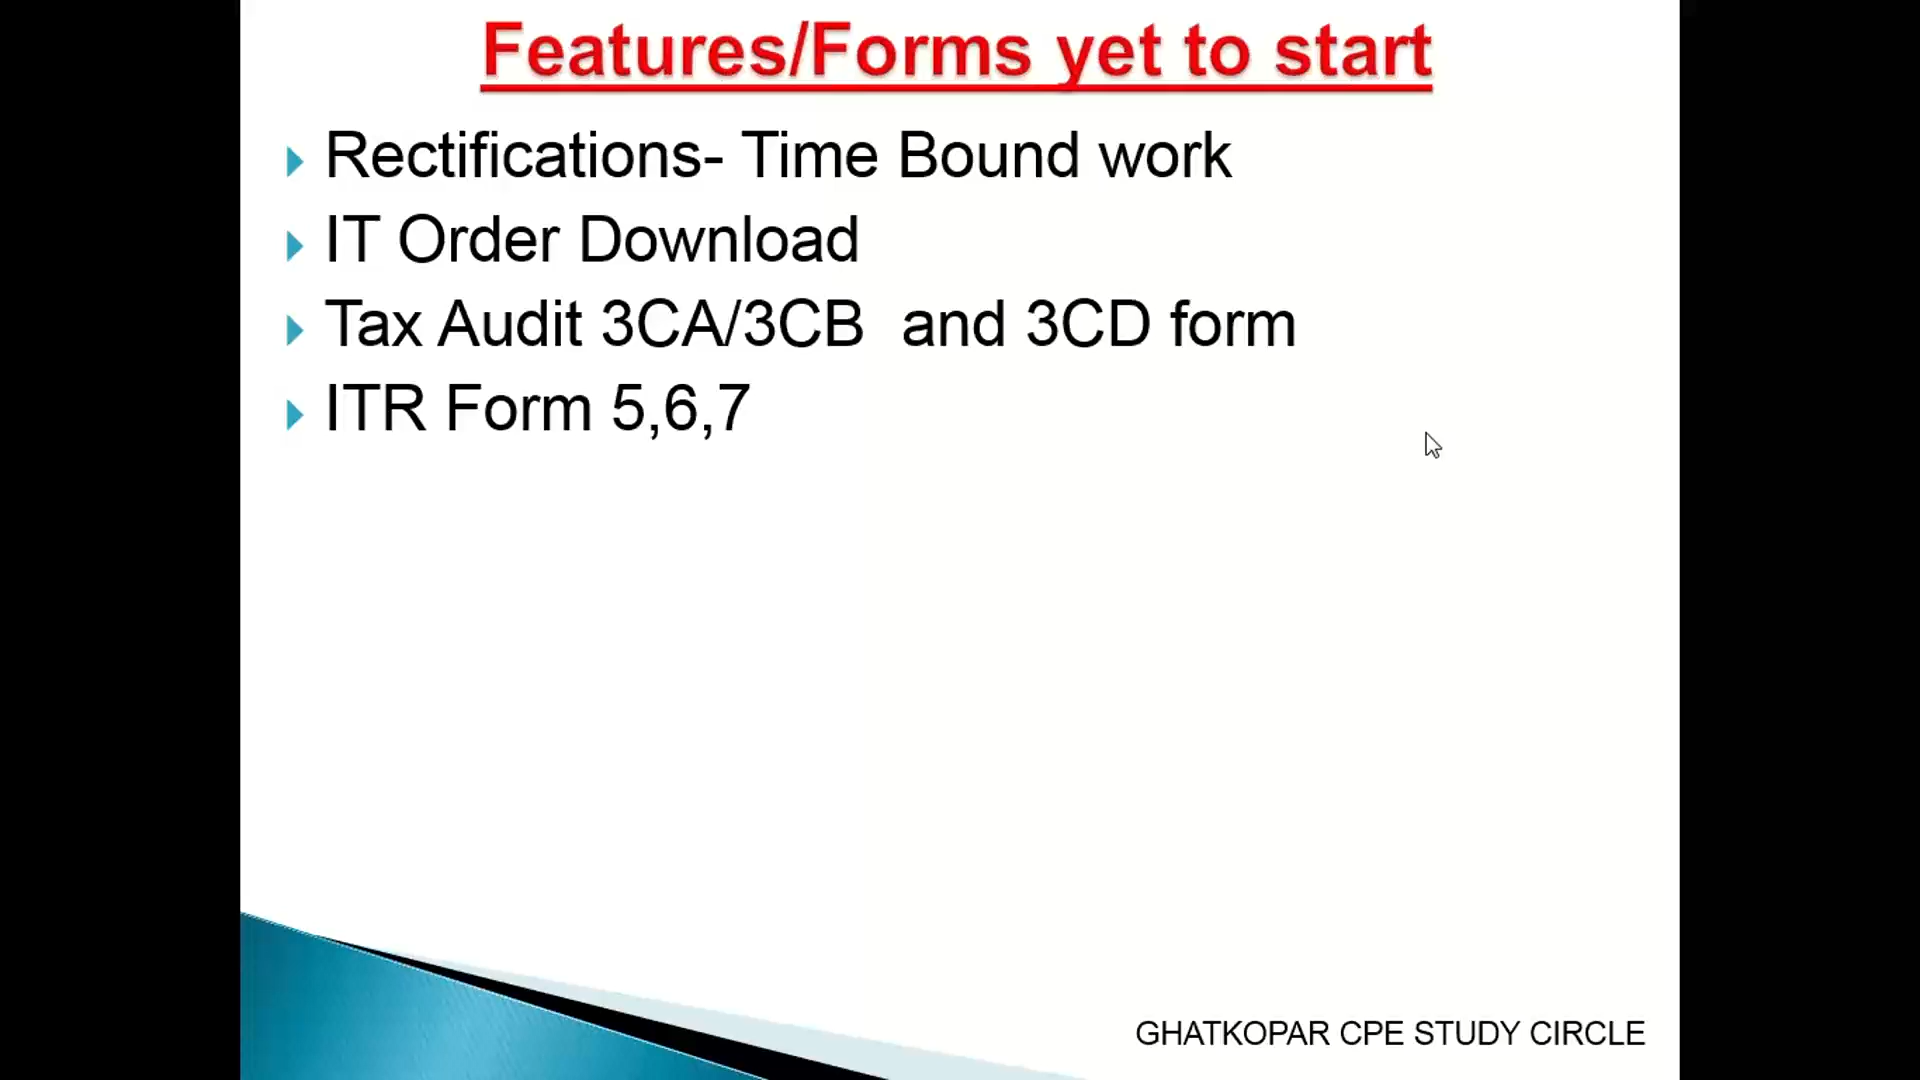 Features/Forms yet to start
Rectifications- Time Bound work
IT Order Download
Tax Audit 3CA/3CB  and 3CD form
ITR Form 5,6,7
GHATKOPAR CPE STUDY CIRCLE